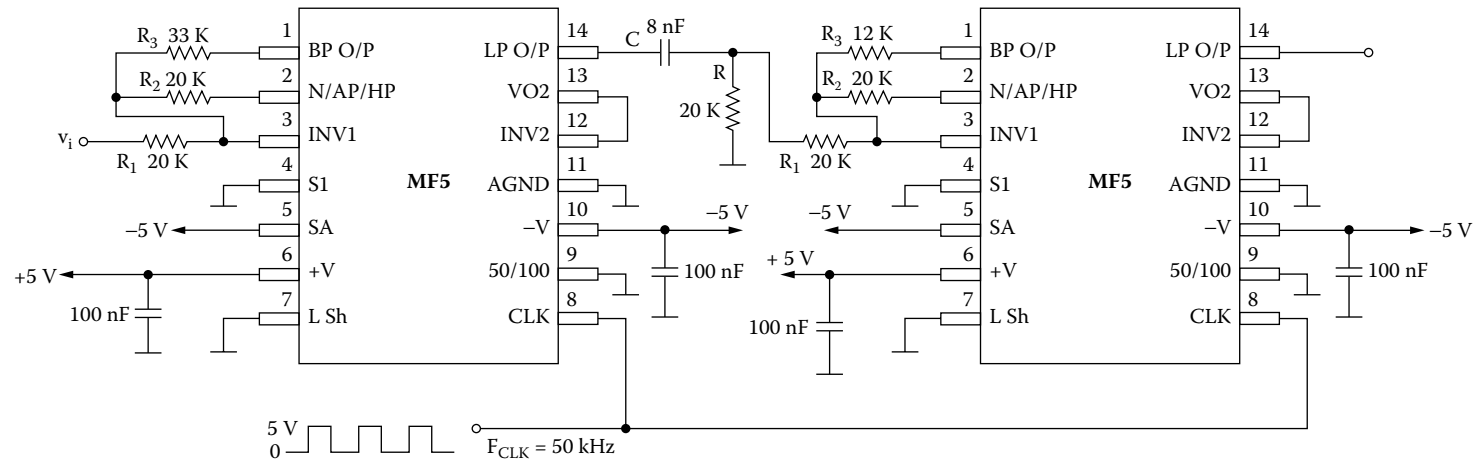 R3 33 K
1
BP O/P
R2 20 K
2
N/AP/HP
vi
R1 20 K
3
INV1
4
S1
−5 V
5
SA
+5 V
6
+V
100 nF
7
L Sh
MF5
14
LP O/P
13
VO2
12
INV2
11
AGND
10
−V
−5 V
9
50/100
100 nF
8
CLK
C
8 nF
R
20 K
R3 12 K
1
BP O/P
R2 20 K
2
N/AP/HP
R1 20 K
3
INV1
4
S1
−5 V
5
SA
+ 5 V
6
+V
100 nF
7
L Sh
MF5
14
LP O/P
13
VO2
12
INV2
11
AGND
10
−V
−5 V
9
50/100
100 nF
8
CLK
5 V
0
FCLK = 50 kHz